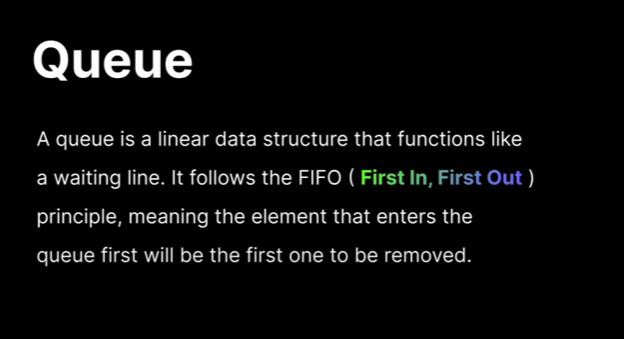 Queue
A queue is a linear data structure that functions like
a waiting line. It follows the FIFO ( First In, First Out )
principle, meaning the element that enters the
queue first will be the first one to be removed.